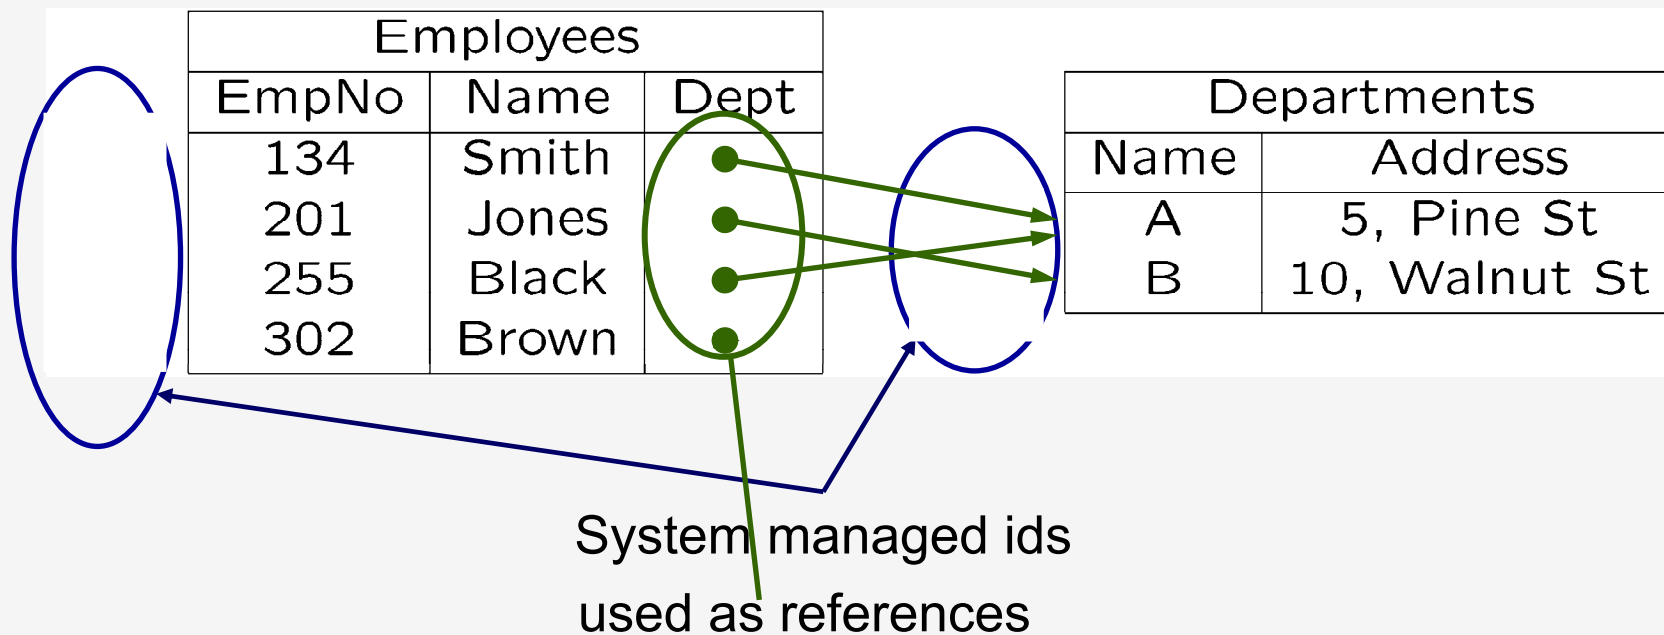 Employees
EmpNo Name Dept
134 Smith
201 Jones
255 Black
302 Brown
Departments
Name Address
A 5, Pine St
B 10, Walnut St
System managed ids
used as references